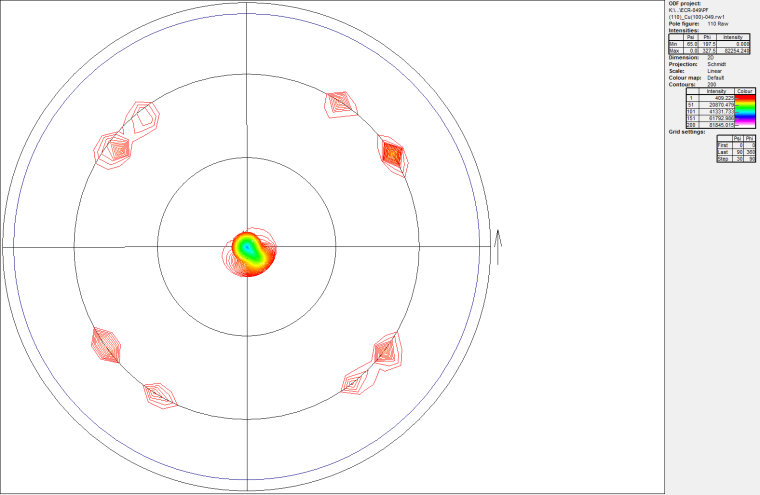 ODF project:
K:\...\ECR-049\PF
(110)_Cu(100)-049.rw1
Pole figure: 110 Raw
Intensities:
Psi Phi Intensity
Min 65.0 197.5 0.000
Max 0.0 327.5 82254.240
Dimension: 2D
Projection: Schmidt
Scale: Linear
Colour map: Default
Contours: 200
Intensity Colour
1 409.225
51 20870.479
101 41331.733
151 61792.986
200 81845.015
Grid settings:
Psi Phi
First 0 0
Last 90 360
Step 30 90